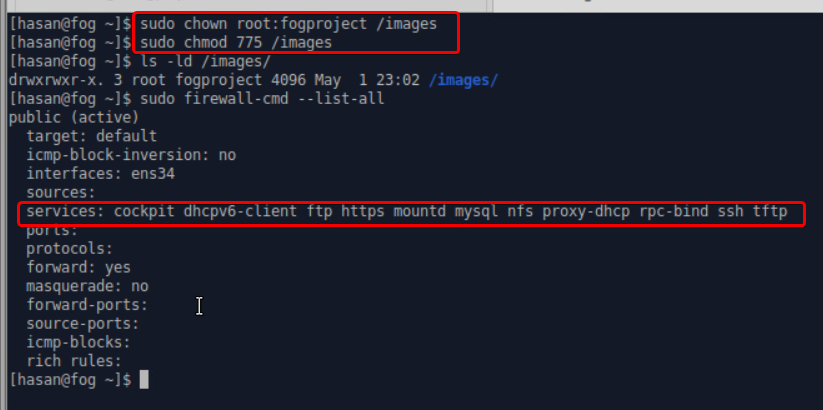 [hasan@fog ~]$ sudo chown root:fogproject /images
[hasan@fog ~]$ sudo chmod 775 /images
[hasan@fog ~]$ ls -ld /images/
drwxrwxr-x. 3 root fogproject 4096 May  1 23:02 /images/
[hasan@fog ~]$ sudo firewall-cmd --list-all
public (active)
  target: default
  icmp-block-inversion: no
  interfaces: ens34
  sources:
  services: cockpit dhcpv6-client ftp https mountd mysql nfs proxy-dhcp rpc-bind ssh tftp
  ports:
  protocols:
  forward: yes
  masquerade: no
  forward-ports:
  source-ports:
  icmp-blocks:
  rich rules:
[hasan@fog ~]$